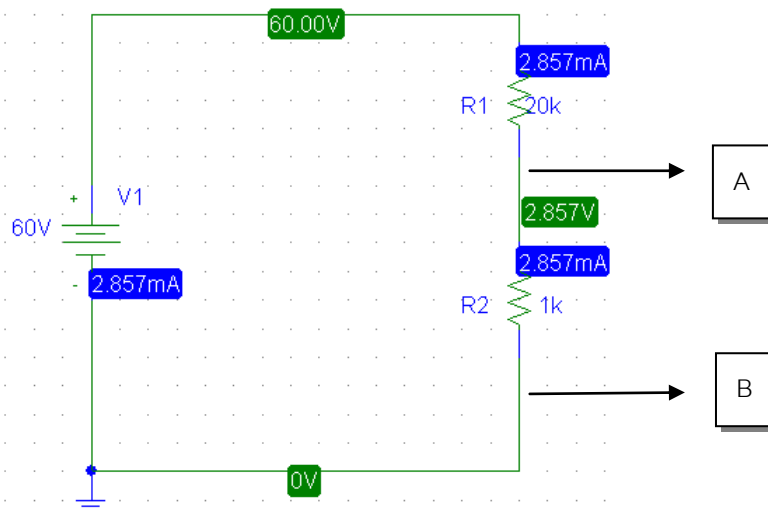 60.00V
2.857mA
R1 20k
A
+ V1
2.857V
60V
2.857mA
- 2.857mA
R2 1k
B
0V